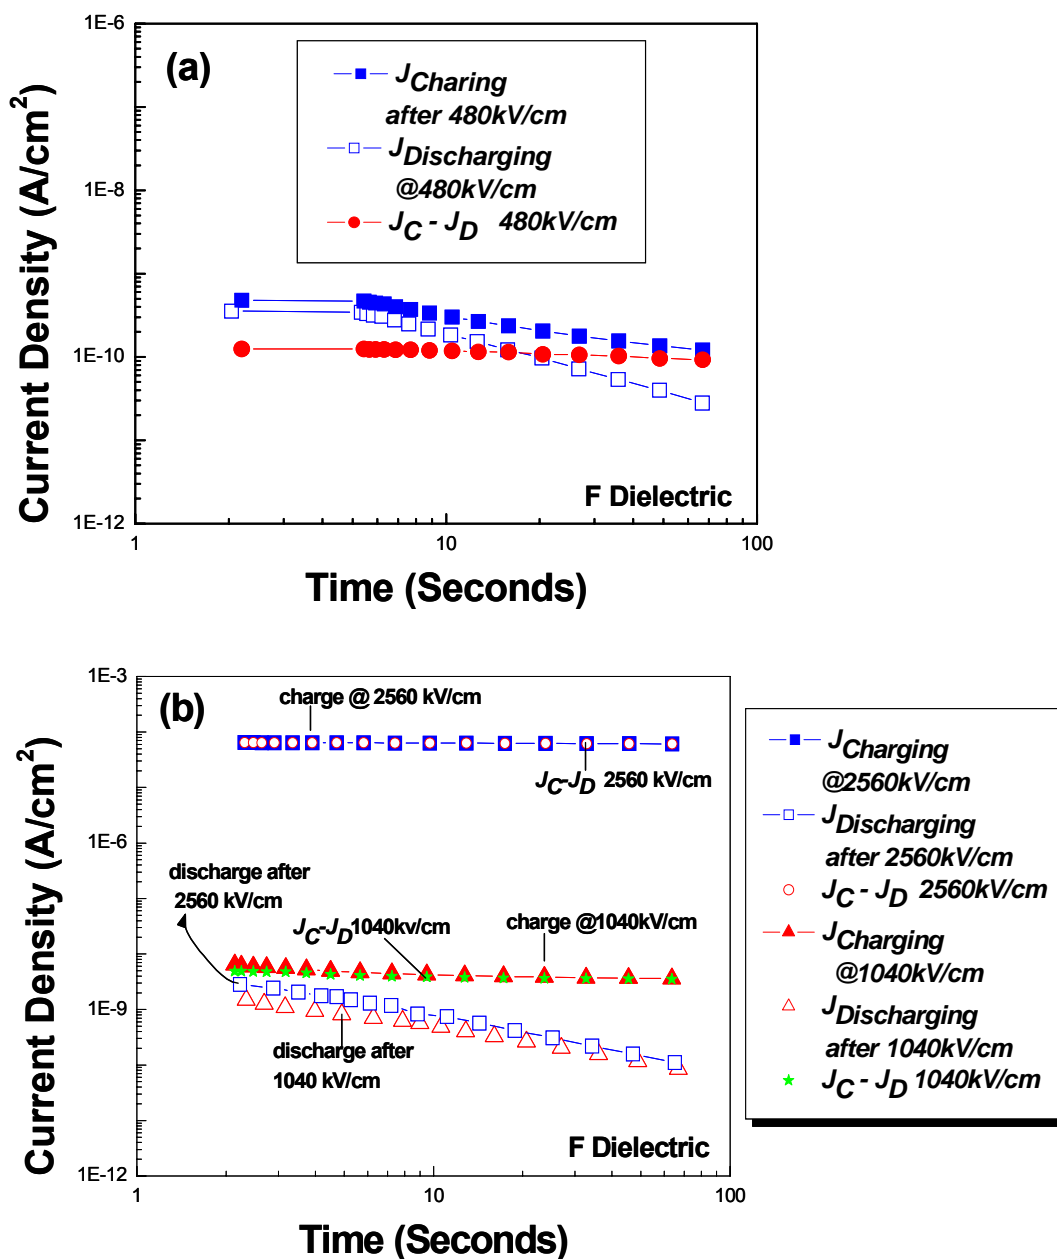 (a)
J_Charing
after 480kV/cm
J_Discharging
@480kV/cm
J_C - J_D 480kV/cm
1E-6
1E-8
1E-10
1E-12
Current Density (A/cm²)
F Dielectric
1
10
100
Time (Seconds)
(b)
charge @ 2560 kV/cm
J_C-J_D 2560 kV/cm
discharge after
2560 kV/cm
J_C-J_D 1040kv/cm
charge @1040kV/cm
discharge after
1040 kV/cm
F Dielectric
1E-3
1E-6
1E-9
1E-12
Current Density (A/cm²)
1
10
100
Time (Seconds)
J_Charging
@2560kV/cm
J_Discharging
after 2560kV/cm
J_C - J_D 2560kV/cm
J_Charging
@1040kV/cm
J_Discharging
after 1040kV/cm
J_C - J_D 1040kV/cm